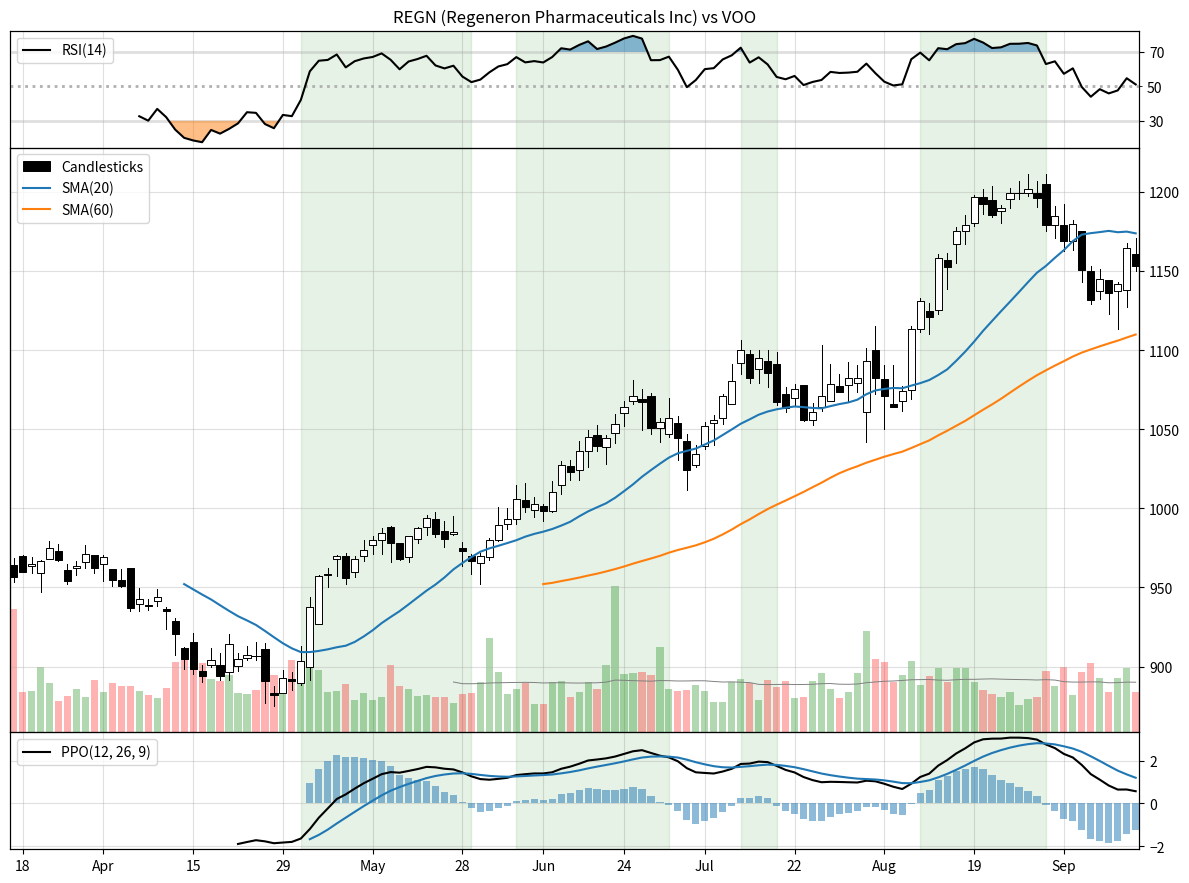 REGN (Regeneron Pharmaceuticals Inc) vs VOO
RSI(14)
70
50
30
Candlesticks
SMA(20)
SMA(60)
1200
1150
1100
1050
1000
950
900
PPO(12, 26, 9)
2
0
−2
18 Apr 15 29 May 28 Jun 24 Jul 22 Aug 19 Sep